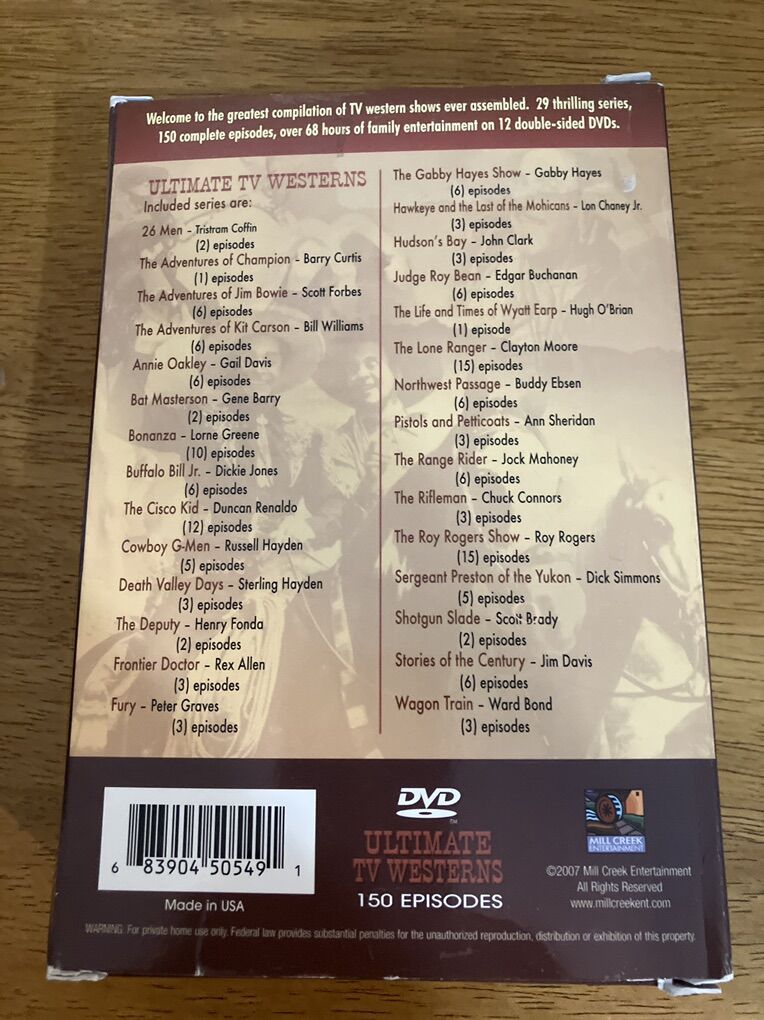 Welcome to the greatest compilation of TV western shows ever assembled. 29 thrilling series,
150 complete episodes, over 68 hours of family entertainment on 12 double-sided DVDs.
ULTIMATE TV WESTERNS
Included series are:
26 Men - Tristram Coffin
(2) episodes
The Adventures of Champion - Barry Curtis
(1) episodes
The Adventures of Jim Bowie - Scott Forbes
(6) episodes
The Adventures of Kit Carson - Bill Williams
(6) episodes
Annie Oakley - Gail Davis
(6) episodes
Bat Masterson - Gene Barry
(2) episodes
Bonanza - Lorne Greene
(10) episodes
Buffalo Bill Jr. - Dickie Jones
(6) episodes
The Cisco Kid - Duncan Renaldo
(12) episodes
Cowboy G-Men - Russell Hayden
(5) episodes
Death Valley Days - Sterling Hayden
(3) episodes
The Deputy - Henry Fonda
(2) episodes
Frontier Doctor - Rex Allen
(3) episodes
Fury - Peter Graves
(3) episodes
The Gabby Hayes Show - Gabby Hayes
(6) episodes
Hawkeye and the Last of the Mohicans - Lon Chaney Jr.
(3) episodes
Hudson's Bay - John Clark
(3) episodes
Judge Roy Bean - Edgar Buchanan
(6) episodes
The Life and Times of Wyatt Earp - Hugh O'Brian
(1) episode
The Lone Ranger - Clayton Moore
(15) episodes
Northwest Passage - Buddy Ebsen
(6) episodes
Pistols and Petticoats - Ann Sheridan
(3) episodes
The Range Rider - Jock Mahoney
(6) episodes
The Rifleman - Chuck Connors
(3) episodes
The Roy Rogers Show - Roy Rogers
(15) episodes
Sergeant Preston of the Yukon - Dick Simmons
(5) episodes
Shotgun Slade - Scott Brady
(2) episodes
Stories of the Century - Jim Davis
(6) episodes
Wagon Train - Ward Bond
(3) episodes
6 83904 50549 1
Made in USA
DVD
TM
ULTIMATE
TV WESTERNS
150 EPISODES
MILL CREEK
ENTERTAINMENT
©2007 Mill Creek Entertainment
All Rights Reserved
www.millcreekent.com
WARNING: For private home use only. Federal law provides substantial penalties for the unauthorized reproduction, distribution or exhibition of this property.